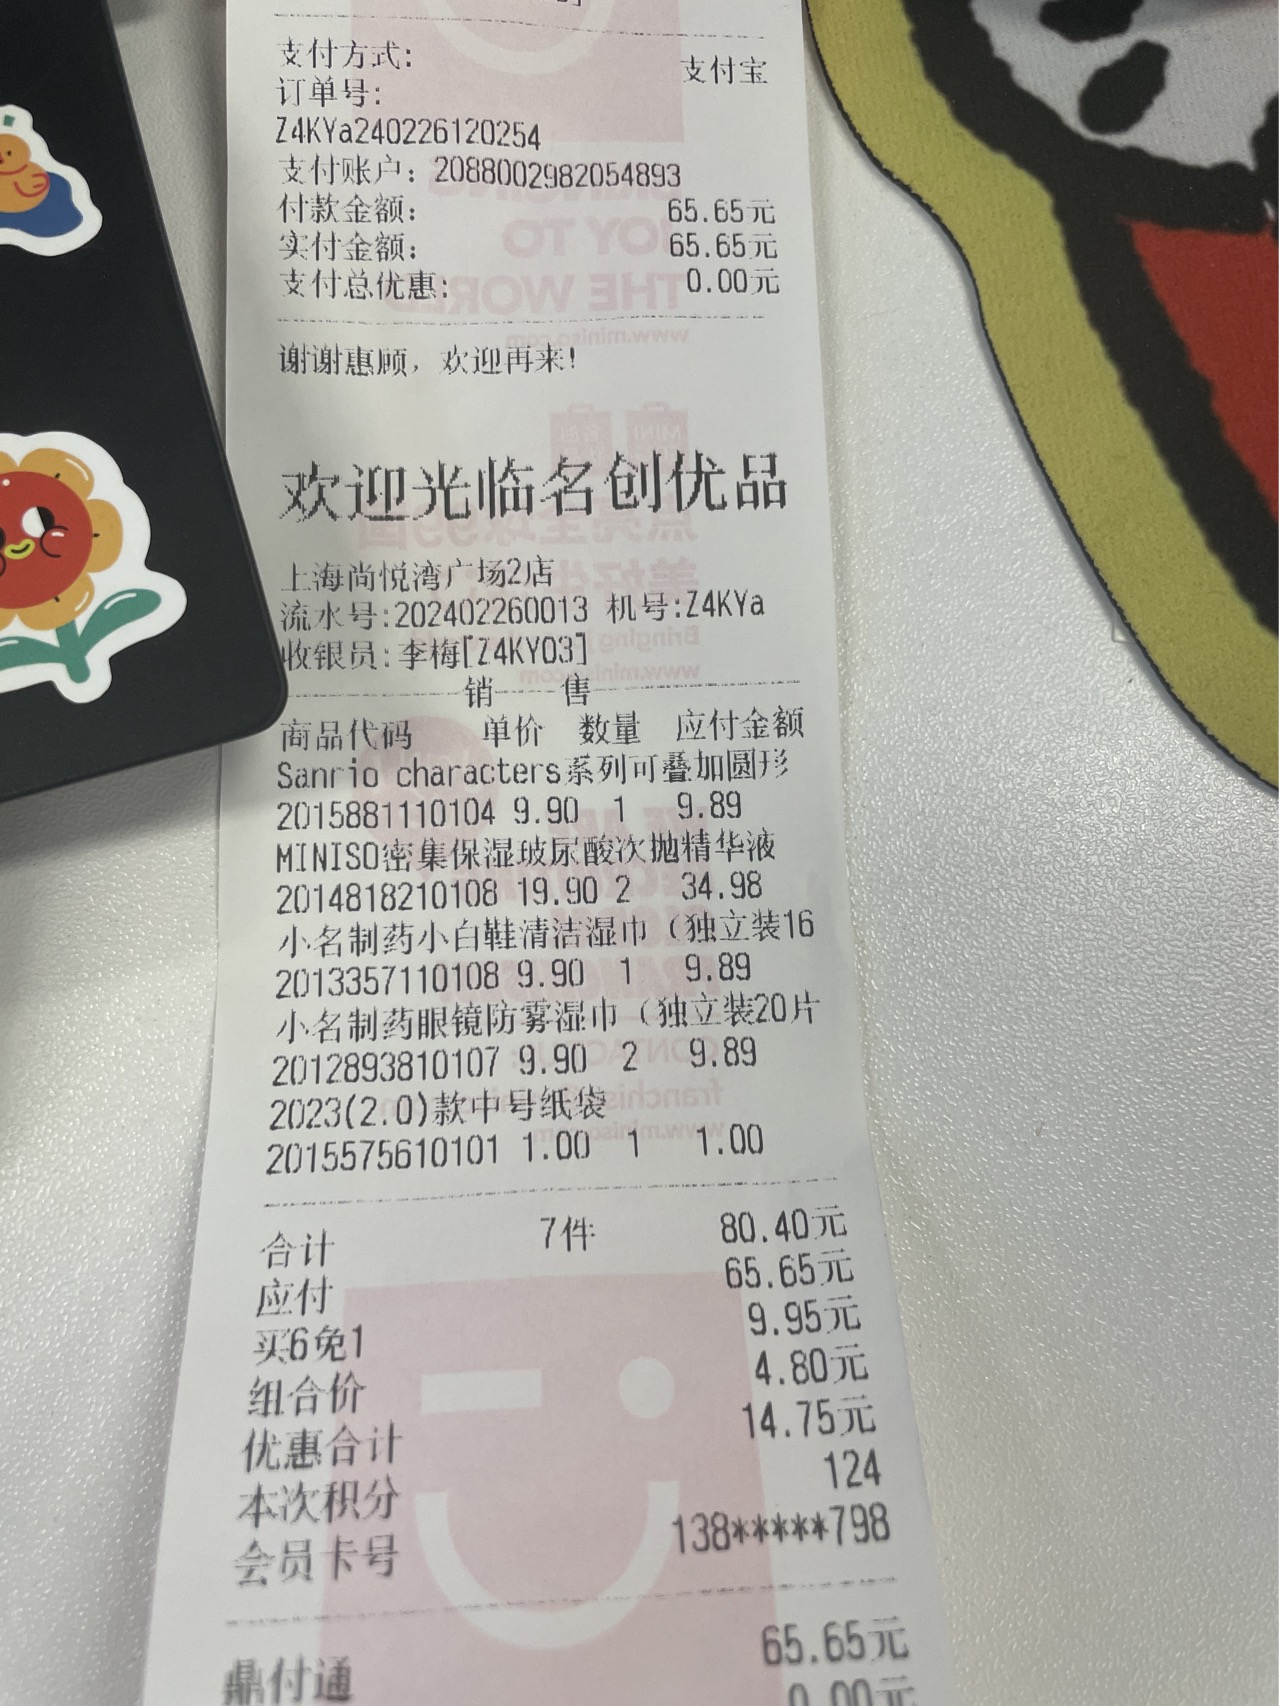 支付方式: 支付宝
订单号:
Z4KYa240226120254
支付账户: 2088002982054893
付款金额: 65.65元
实付金额: 65.65元
支付总优惠: 0.00元
谢谢惠顾，欢迎再来!
欢迎光临名创优品
上海尚悦湾广场2店
流水号:202402260013 机号:Z4KYa
收银员:李梅[Z4KY03]
销 售
商品代码 单价 数量 应付金额
Sanrio characters系列可叠加圆形
2015881110104 9.90 1 9.89
MINISO密集保湿玻尿酸次抛精华液
2014818210108 19.90 2 34.98
小名制药小白鞋清洁湿巾（独立装16
2013357110108 9.90 1 9.89
小名制药眼镜防雾湿巾（独立装20片
2012893810107 9.90 2 9.89
2023(2.0)款中号纸袋
2015575610101 1.00 1 1.00
合计 7件 80.40元
应付 65.65元
买6免1 9.95元
组合价 4.80元
优惠合计 14.75元
本次积分 124
会员卡号 138*****798
鼎付通 65.65元
0.00元